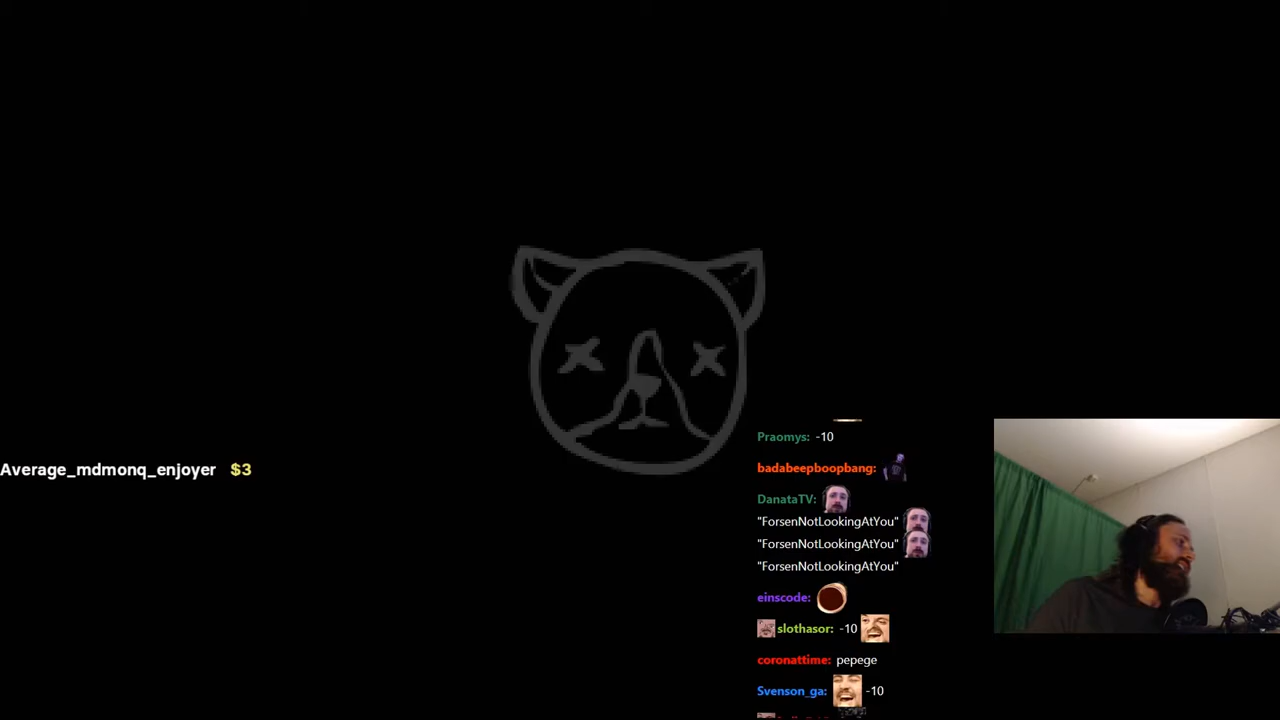 Average_mdmonq_enjoyer $3
Praomys: -10
badabeepboopbang:
DanataTV:
"ForsenNotLookingAtYou"
"ForsenNotLookingAtYou"
"ForsenNotLookingAtYou"
einscode:
slothasor: -10
coronattime: pepege
Svenson_ga: -10